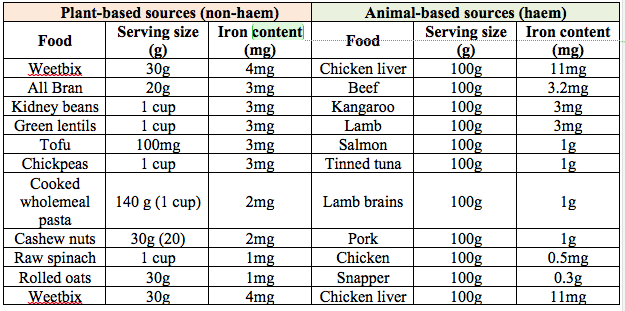 Plant-based sources (non-haem) Animal-based sources (haem)
Food Serving size (g) Iron content (mg) Food Serving size (g) Iron content (mg)
Weetbix 30g 4mg Chicken liver 100g 11mg
All Bran 20g 3mg Beef 100g 3.2mg
Kidney beans 1 cup 3mg Kangaroo 100g 3mg
Green lentils 1 cup 3mg Lamb 100g 3mg
Tofu 100mg 3mg Salmon 100g 1g
Chickpeas 1 cup 3mg Tinned tuna 100g 1g
Cooked wholemeal pasta 140 g (1 cup) 2mg Lamb brains 100g 1g
Cashew nuts 30g (20) 2mg Pork 100g 1g
Raw spinach 1 cup 1mg Chicken 100g 0.5mg
Rolled oats 30g 1mg Snapper 100g 0.3g
Weetbix 30g 4mg Chicken liver 100g 11mg